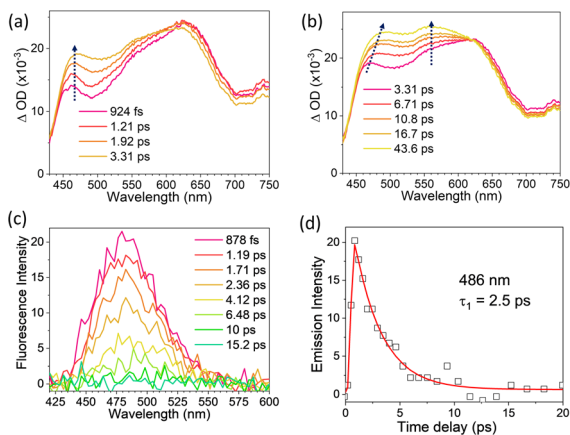 (a)
Δ OD (x10⁻³)
20
10
0
924 fs
1.21 ps
1.92 ps
3.31 ps
450 500 550 600 650 700 750
Wavelength (nm)
(b)
Δ OD (x10⁻³)
20
10
0
3.31 ps
6.71 ps
10.8 ps
16.7 ps
43.6 ps
450 500 550 600 650 700 750
Wavelength (nm)
(c)
Fluorescence Intensity
20
15
10
5
0
878 fs
1.19 ps
1.71 ps
2.36 ps
4.12 ps
6.48 ps
10 ps
15.2 ps
425 450 475 500 525 550 575 600
Wavelength (nm)
(d)
Emission Intensity
20
15
10
5
0
486 nm
τ₁ = 2.5 ps
0 5 10 15 20
Time delay (ps)